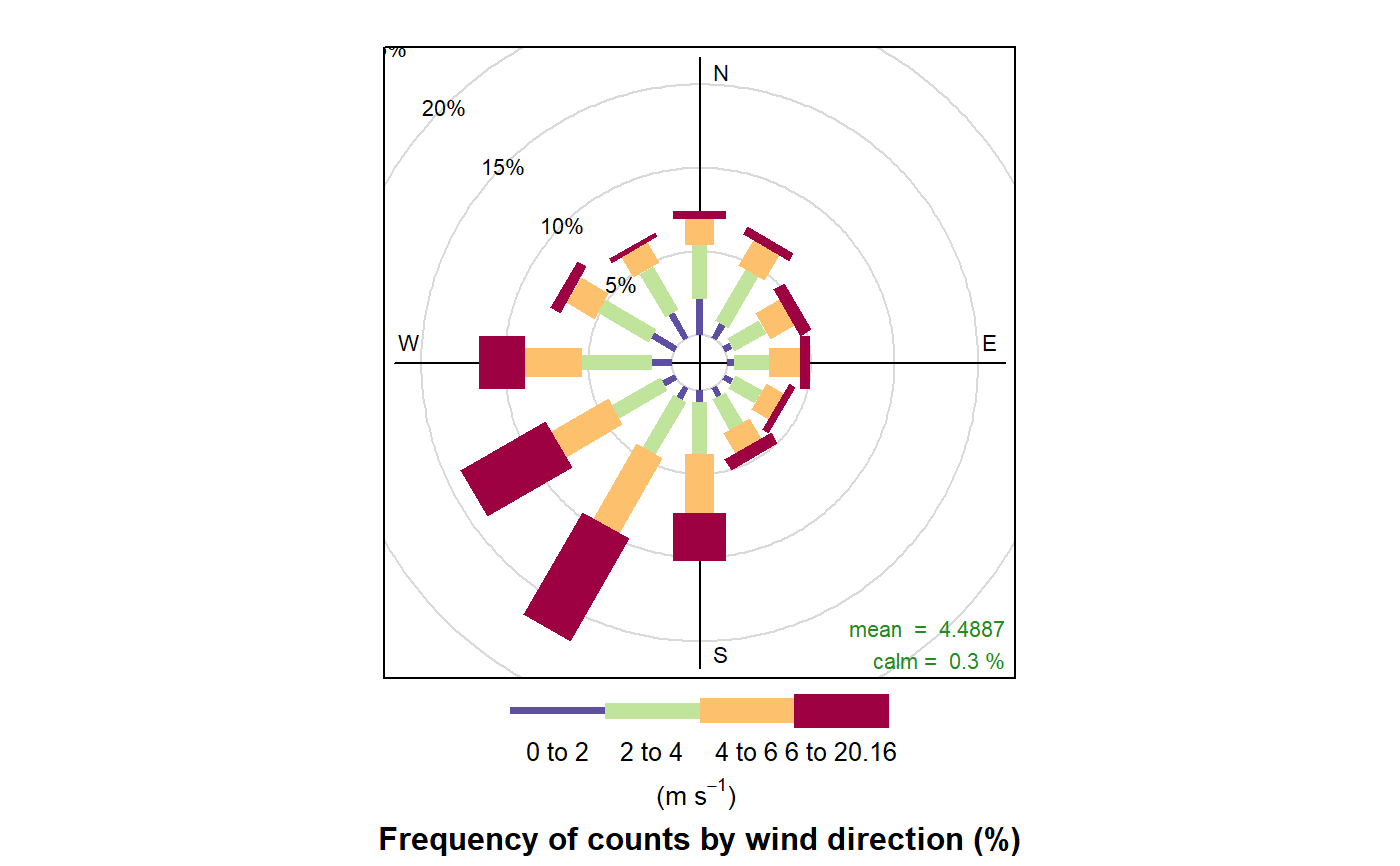 %
N
20%
15%
10%
5%
W
E
S
mean = 4.4887
calm = 0.3 %
0 to 2 2 to 4 4 to 6 6 to 20.16
(m s⁻¹)
Frequency of counts by wind direction (%)